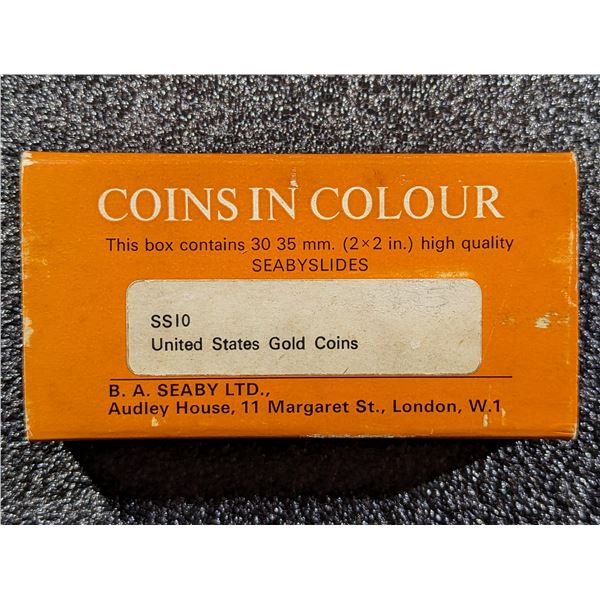 COINS IN COLOUR
This box contains 30 35 mm. (2×2 in.) high quality
SEABYSLIDES
SS10
United States Gold Coins
B. A. SEABY LTD.,
Audley House, 11 Margaret St., London, W.1